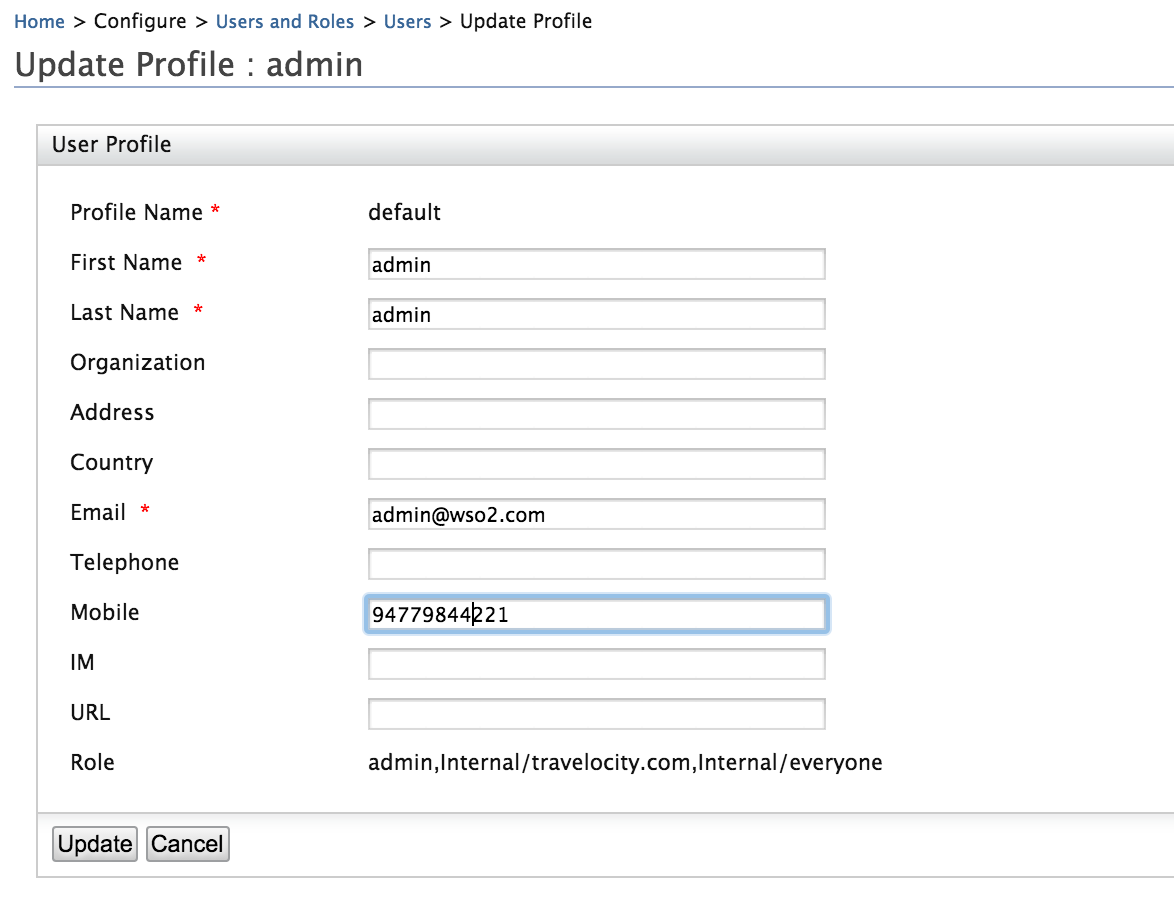 Home > Configure > Users and Roles > Users > Update Profile
Update Profile : admin
User Profile
Profile Name * default
First Name * admin
Last Name * admin
Organization
Address
Country
Email * admin@wso2.com
Telephone
Mobile 94779844221
IM
URL
Role admin,Internal/travelocity.com,Internal/everyone
Update Cancel